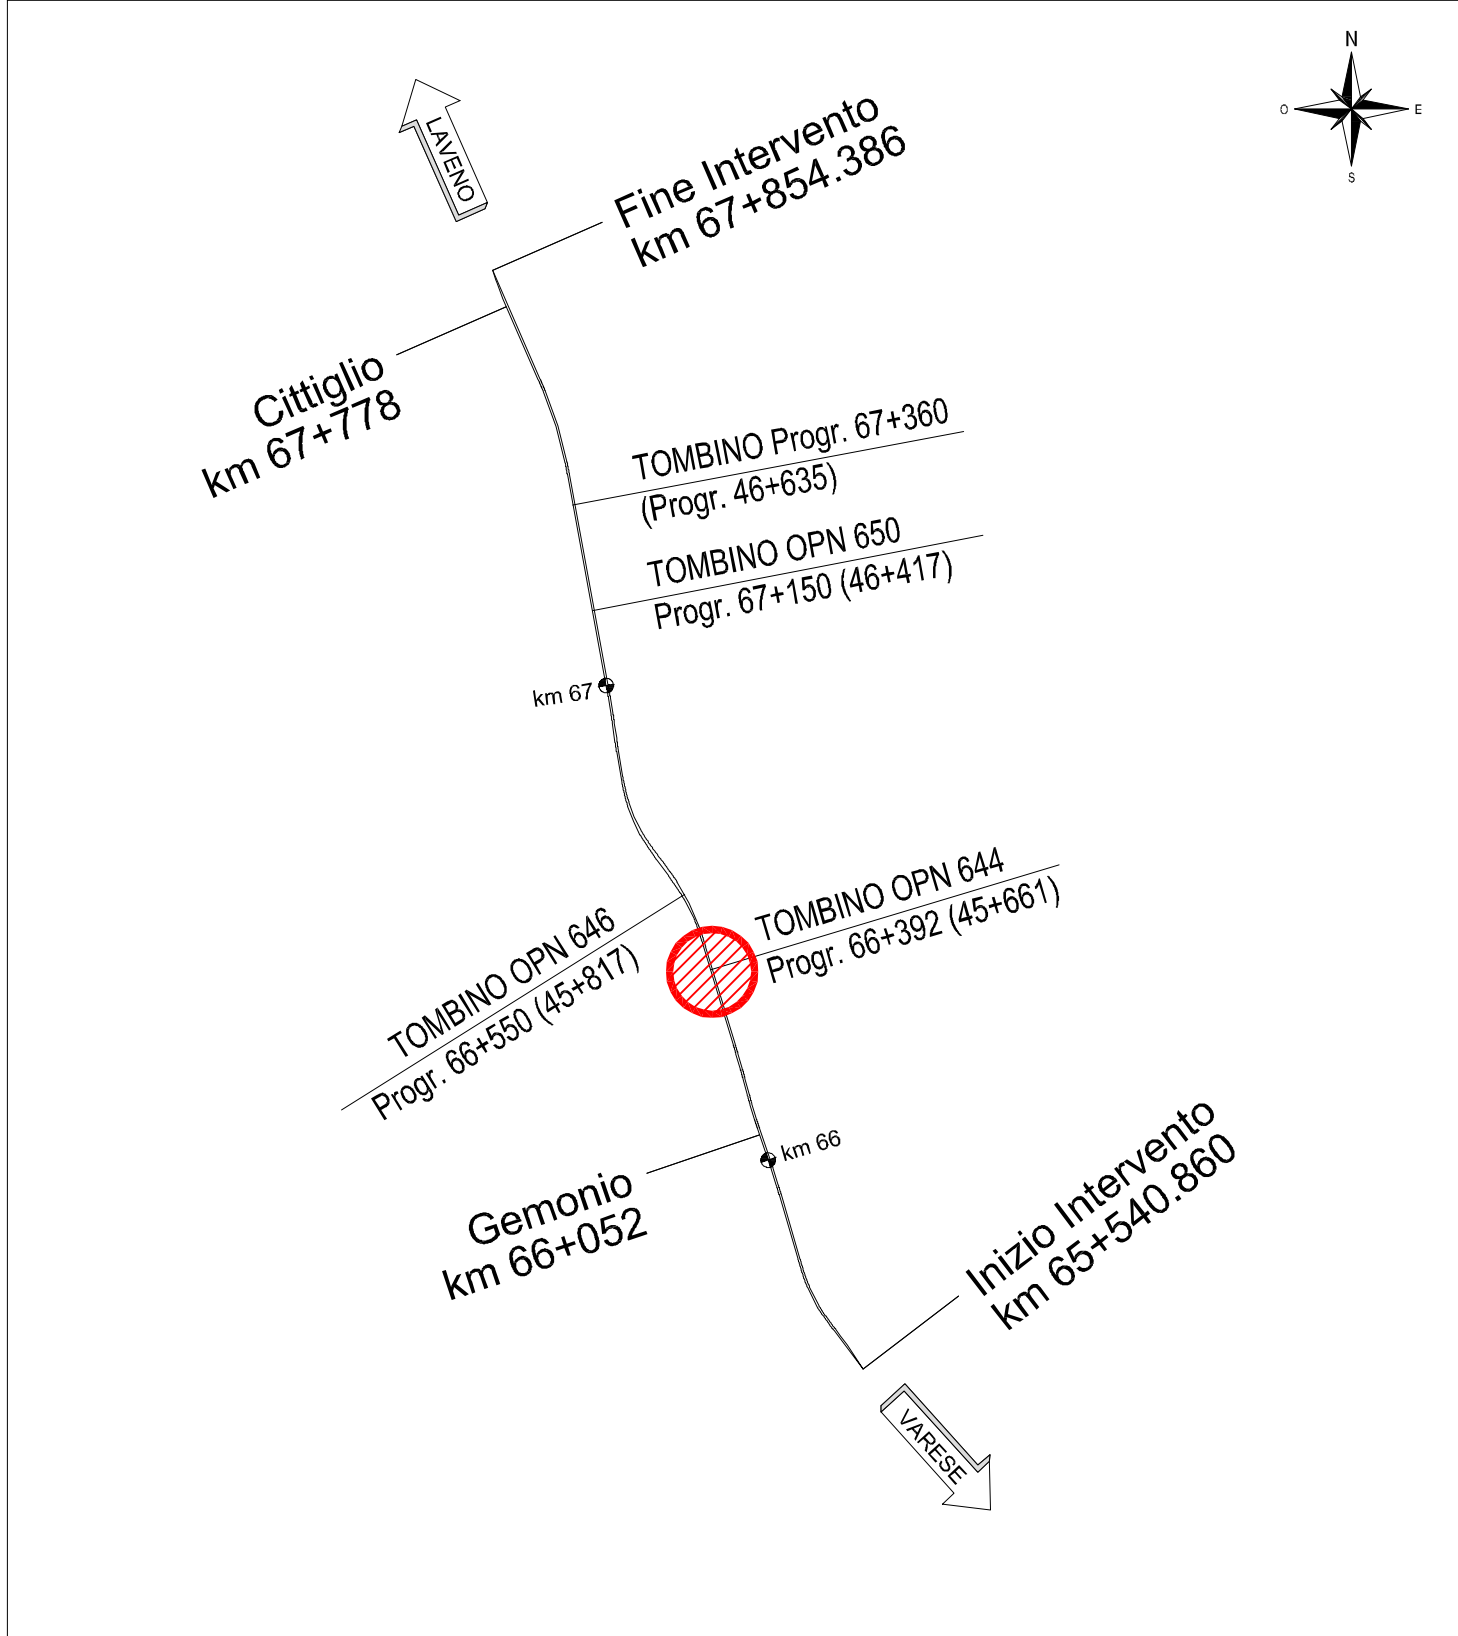 N
O
E
S
LAVENO
Fine Intervento
km 67+854.386
Cittiglio
km 67+778
TOMBINO Progr. 67+360
(Progr. 46+635)
TOMBINO OPN 650
Progr. 67+150 (46+417)
km 67
TOMBINO OPN 644
Progr. 66+392 (45+661)
TOMBINO OPN 646
Progr. 66+550 (45+817)
km 66
Gemonio
km 66+052
Inizio Intervento
km 65+540.860
VARESE